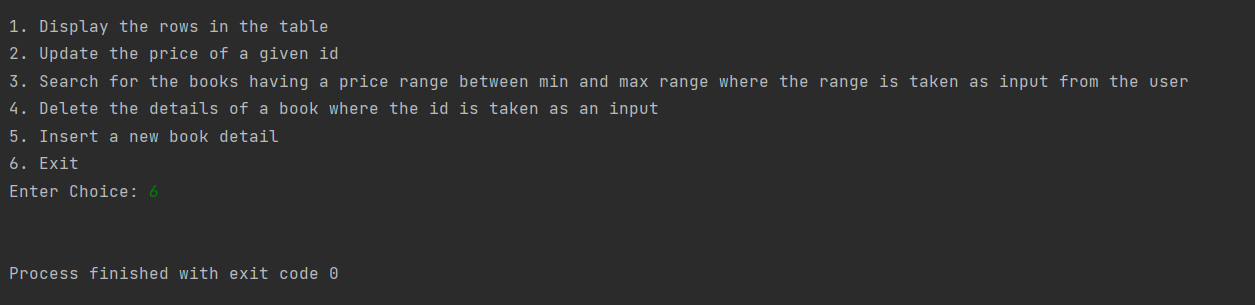 1. Display the rows in the table
2. Update the price of a given id
3. Search for the books having a price range between min and max range where the range is taken as input from the user
4. Delete the details of a book where the id is taken as an input
5. Insert a new book detail
6. Exit
Enter Choice: 6
Process finished with exit code 0